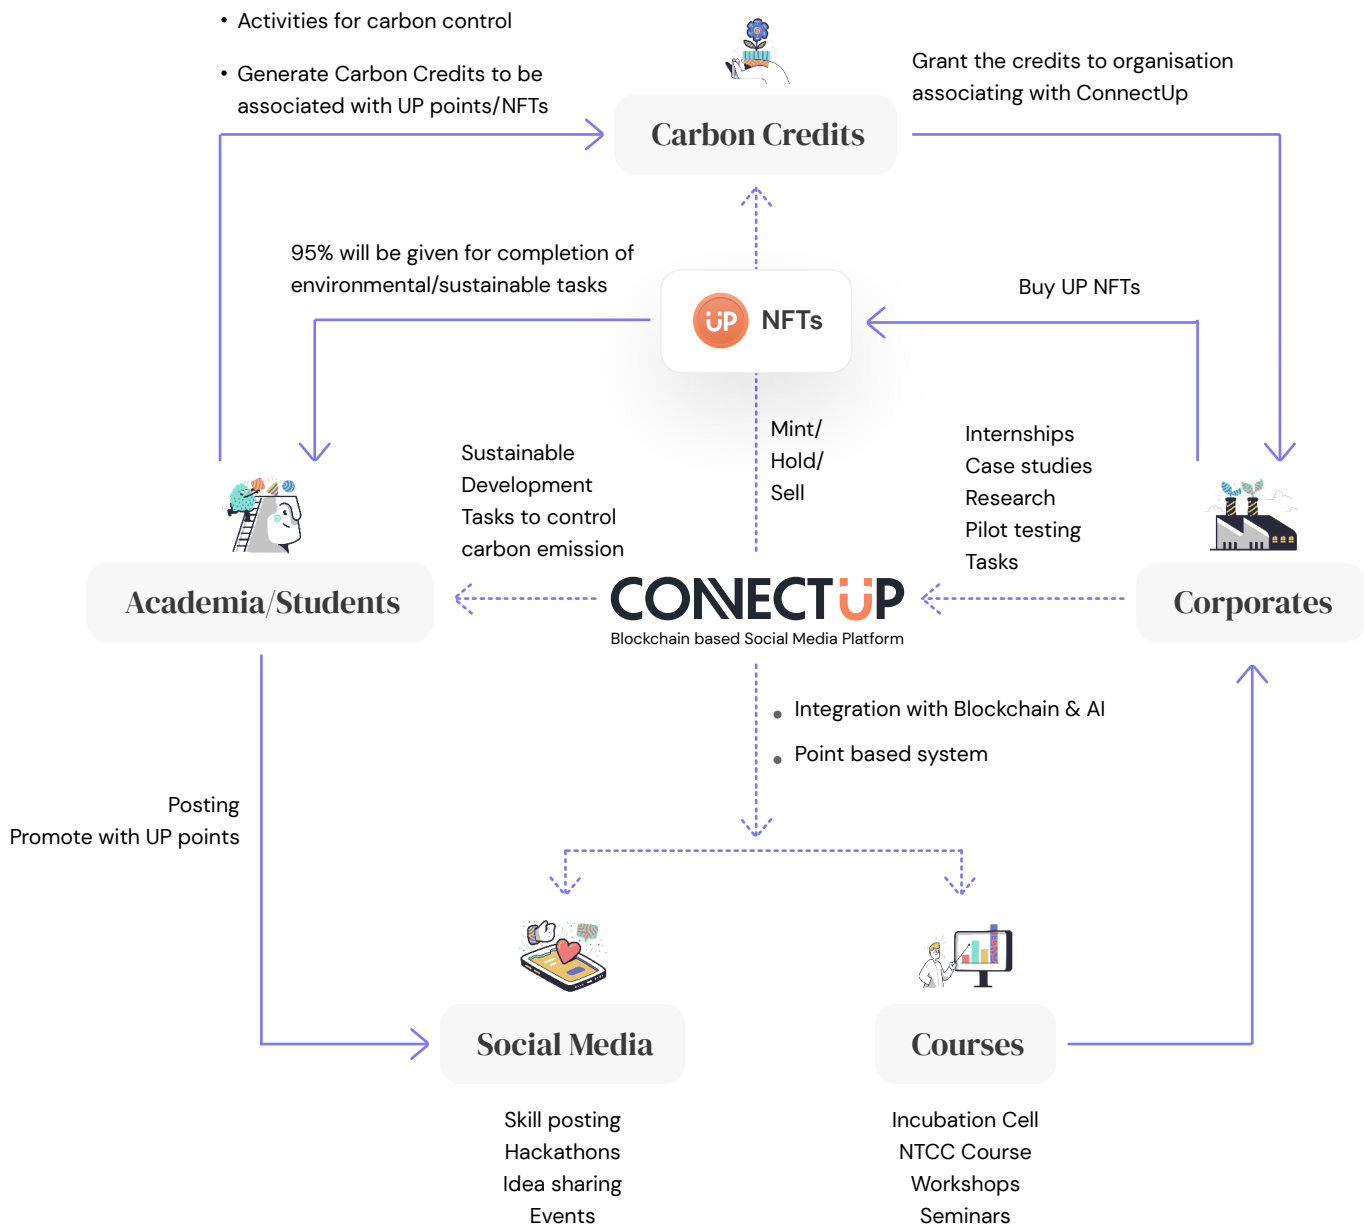 • Activities for carbon control
• Generate Carbon Credits to be
associated with UP points/NFTs
Grant the credits to organisation
associating with ConnectUp
Carbon Credits
95% will be given for completion of
environmental/sustainable tasks
UP NFTs
Buy UP NFTs
Mint/
Hold/
Sell
Sustainable
Development
Tasks to control
carbon emission
Internships
Case studies
Research
Pilot testing
Tasks
Academia/Students
CONNECTUP
Blockchain based Social Media Platform
Corporates
• Integration with Blockchain & AI
• Point based system
Posting
Promote with UP points
Social Media
Skill posting
Hackathons
Idea sharing
Events
Courses
Incubation Cell
NTCC Course
Workshops
Seminars